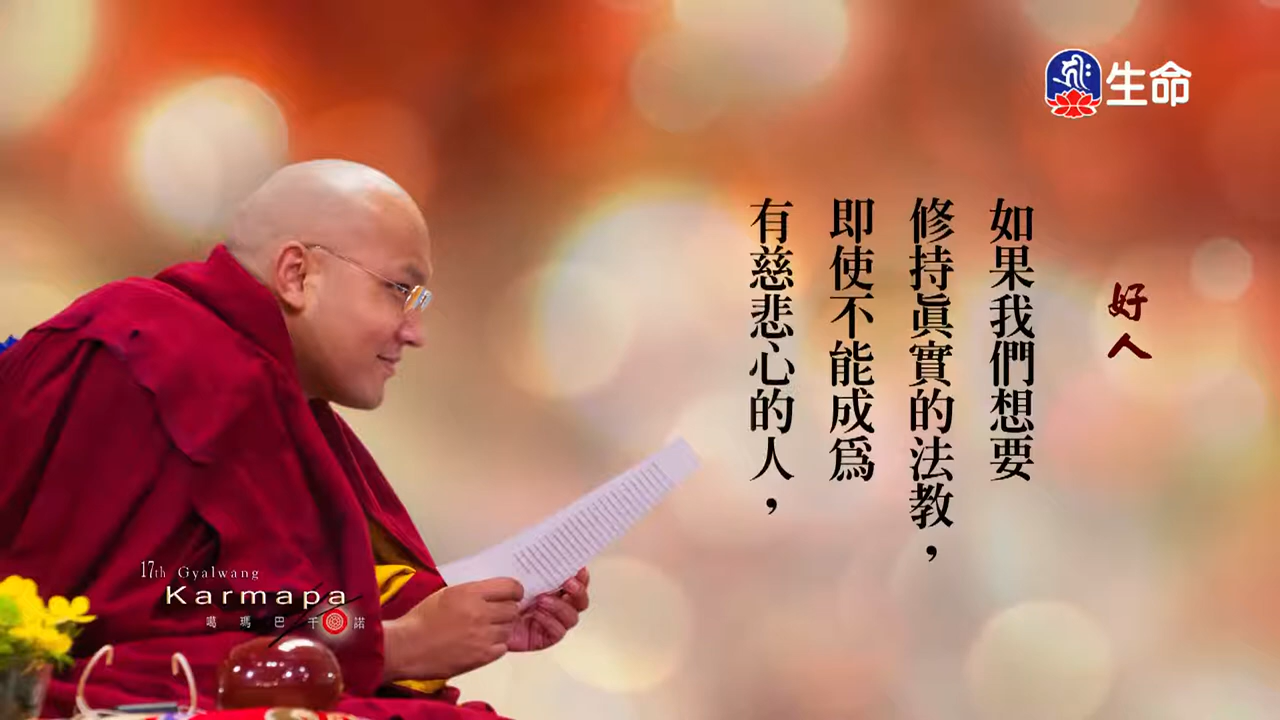 生命
好人
如果我們想要
修持眞實的法教，
即使不能成爲
有慈悲心的人，
17th Gyalwang
Karmapa
噶瑪巴千諾